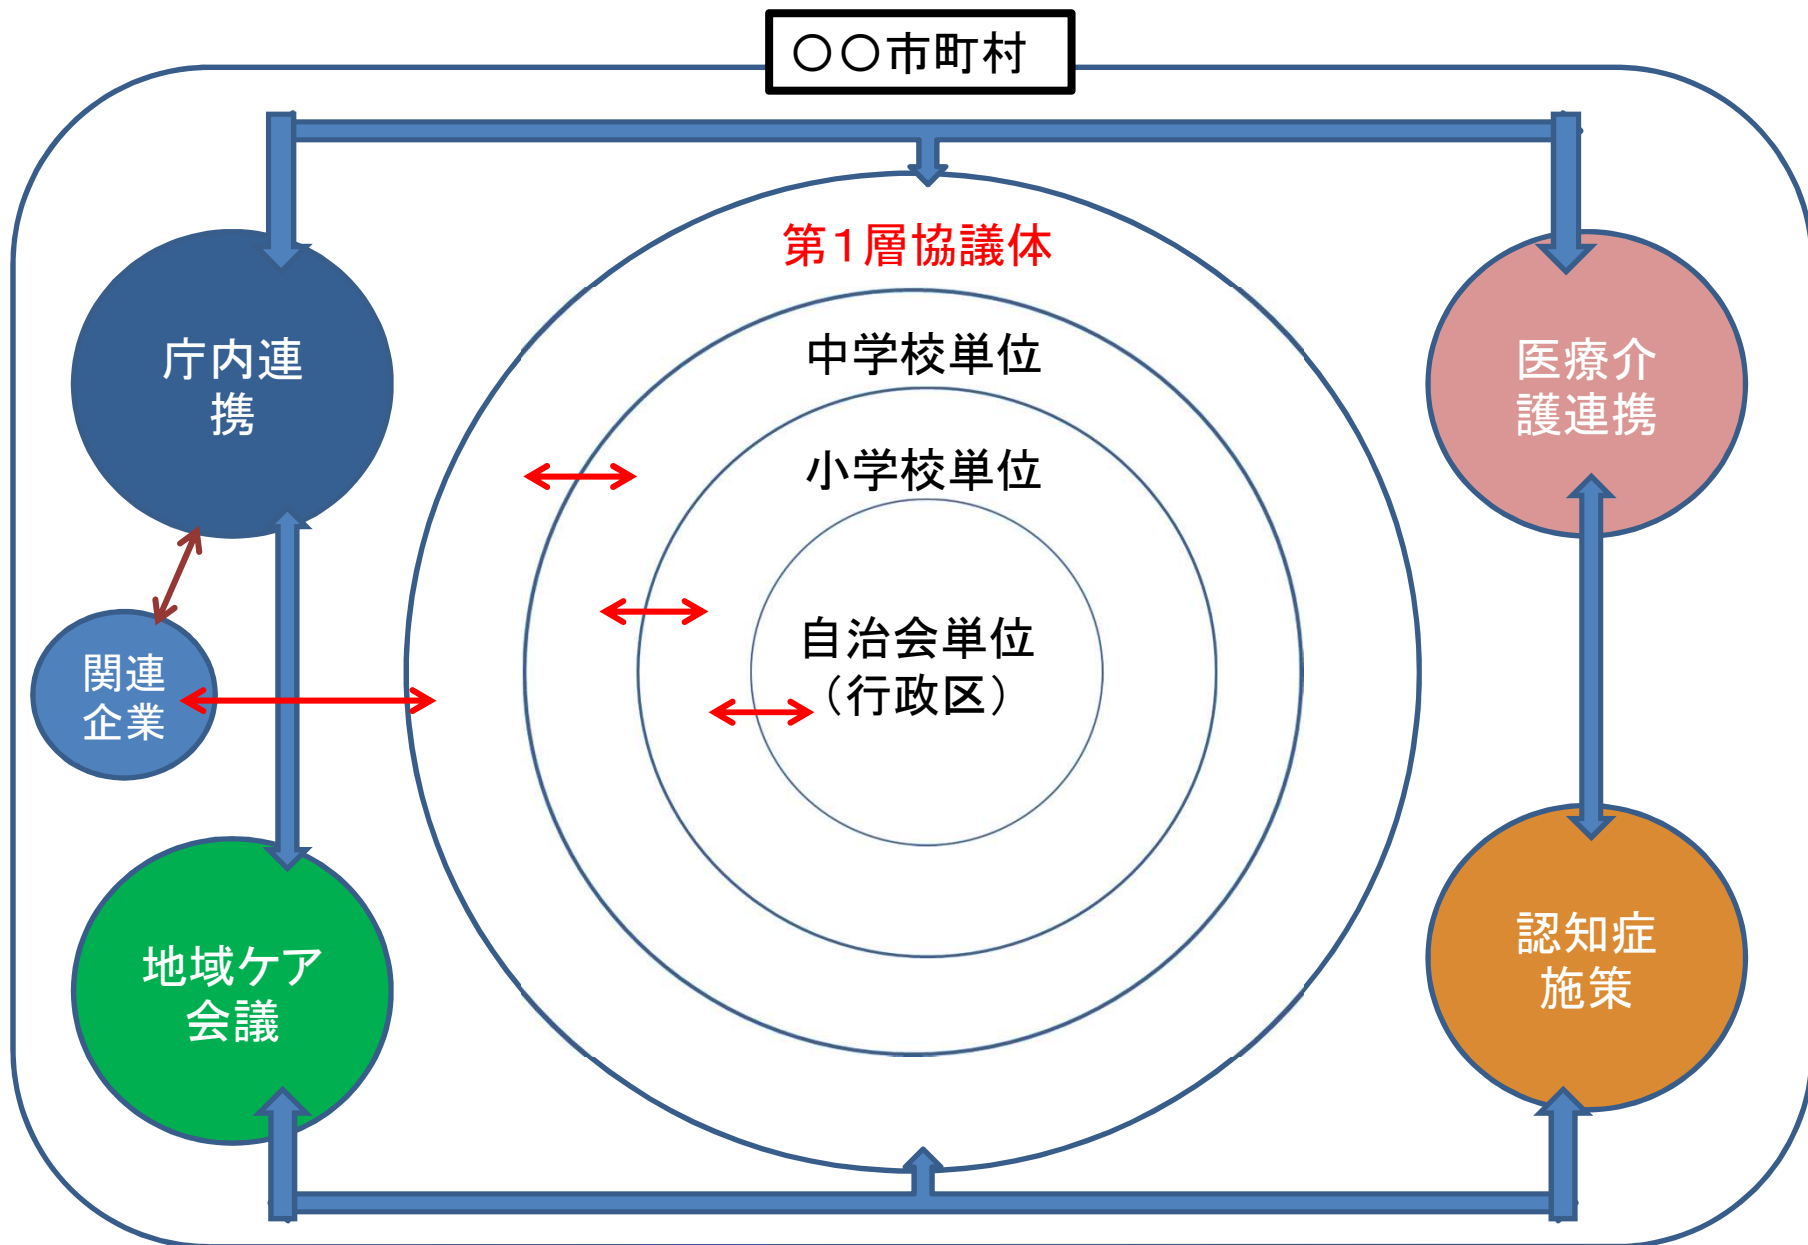 〇〇市町村
第1層協議体
中学校単位
小学校単位
自治会単位
（行政区）
庁内連
携
関連
企業
地域ケア
会議
医療介
護連携
認知症
施策